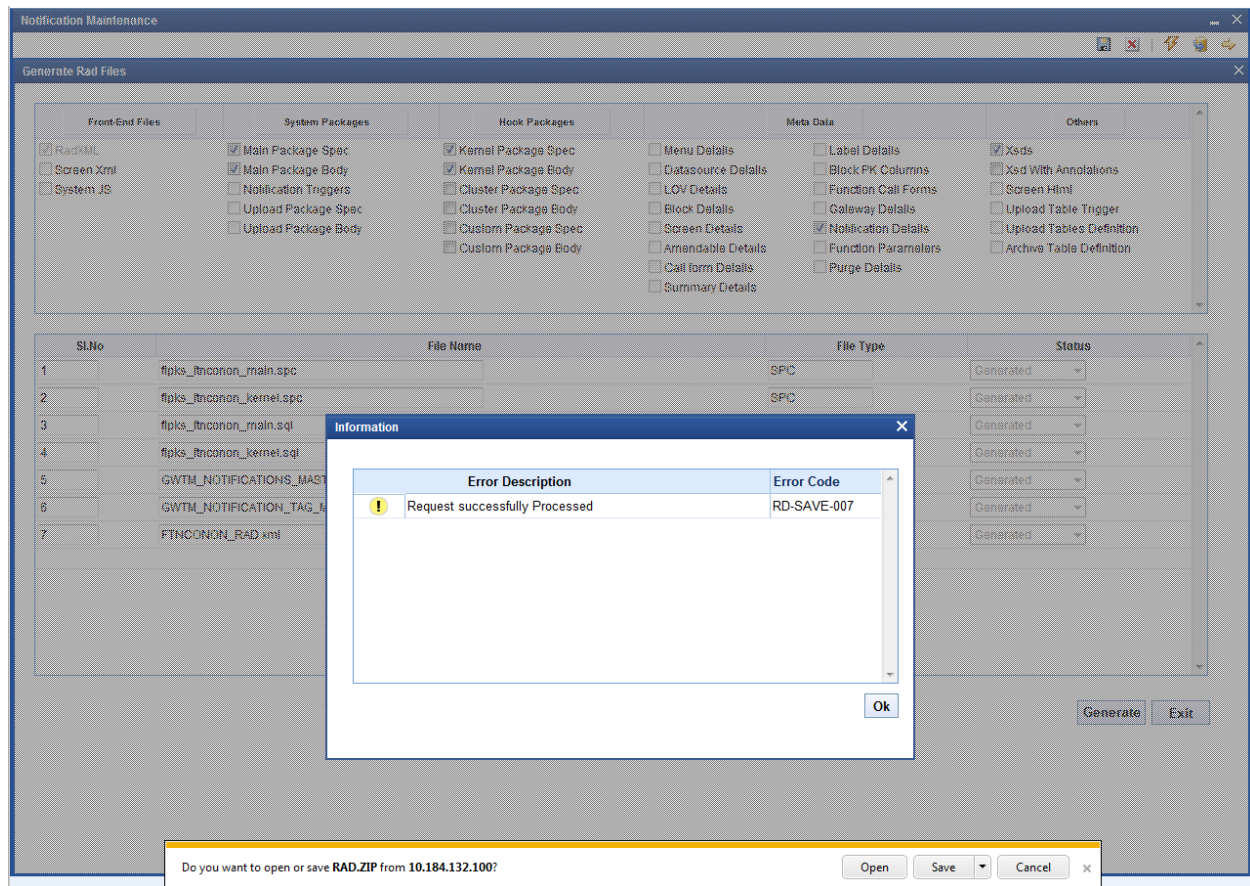 Notification Maintenance
Generate Rad Files
Front-End Files System Packages Hook Packages Meta Data Others
RadXML Main Package Spec Kernel Package Spec Menu Details Label Details Xsds
Screen Xml Main Package Body Kernel Package Body Datasource Details Block PK Columns Xsd With Annotations
System JS Notification Triggers Cluster Package Spec LOV Details Function Call Forms Screen Html
Upload Package Spec Cluster Package Body Block Details Gateway Details Upload Table Trigger
Upload Package Body Custom Package Spec Screen Details Notification Details Upload Tables Definition
Custom Package Body Amendable Details Function Parameters Archive Table Definition
Call form Details Purge Details
Summary Details
Sl.No File Name File Type Status
1 ftpks_ftnconon_main.spc SPC Generated
2 ftpks_ftnconon_kernel.spc SPC Generated
3 ftpks_ftnconon_main.sql Generated
4 ftpks_ftnconon_kernel.sql Generated
5 Generated
6 Generated
7 FTNCONON_RAD.xml Generated
Information
Error Description Error Code
Request successfully Processed RD-SAVE-007
Ok
Generate Exit
Do you want to open or save RAD.ZIP from 10.184.132.100? Open Save Cancel